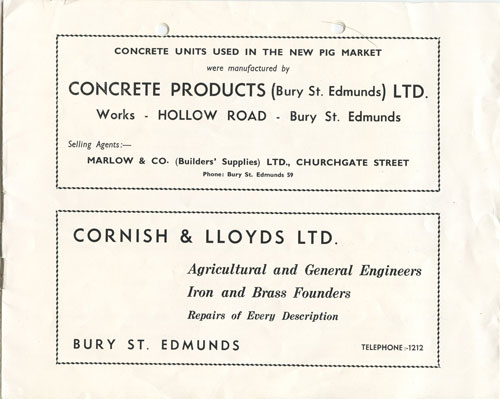 CONCRETE UNITS USED IN THE NEW PIG MARKET
were manufactured by
CONCRETE PRODUCTS (Bury St. Edmunds) LTD.
Works - HOLLOW ROAD - Bury St. Edmunds
Selling Agents:—
MARLOW & CO. (Builders' Supplies) LTD., CHURCHGATE STREET
Phone: Bury St. Edmunds 59
CORNISH & LLOYDS LTD.
Agricultural and General Engineers
Iron and Brass Founders
Repairs of Every Description
BURY ST. EDMUNDS TELEPHONE:-1212